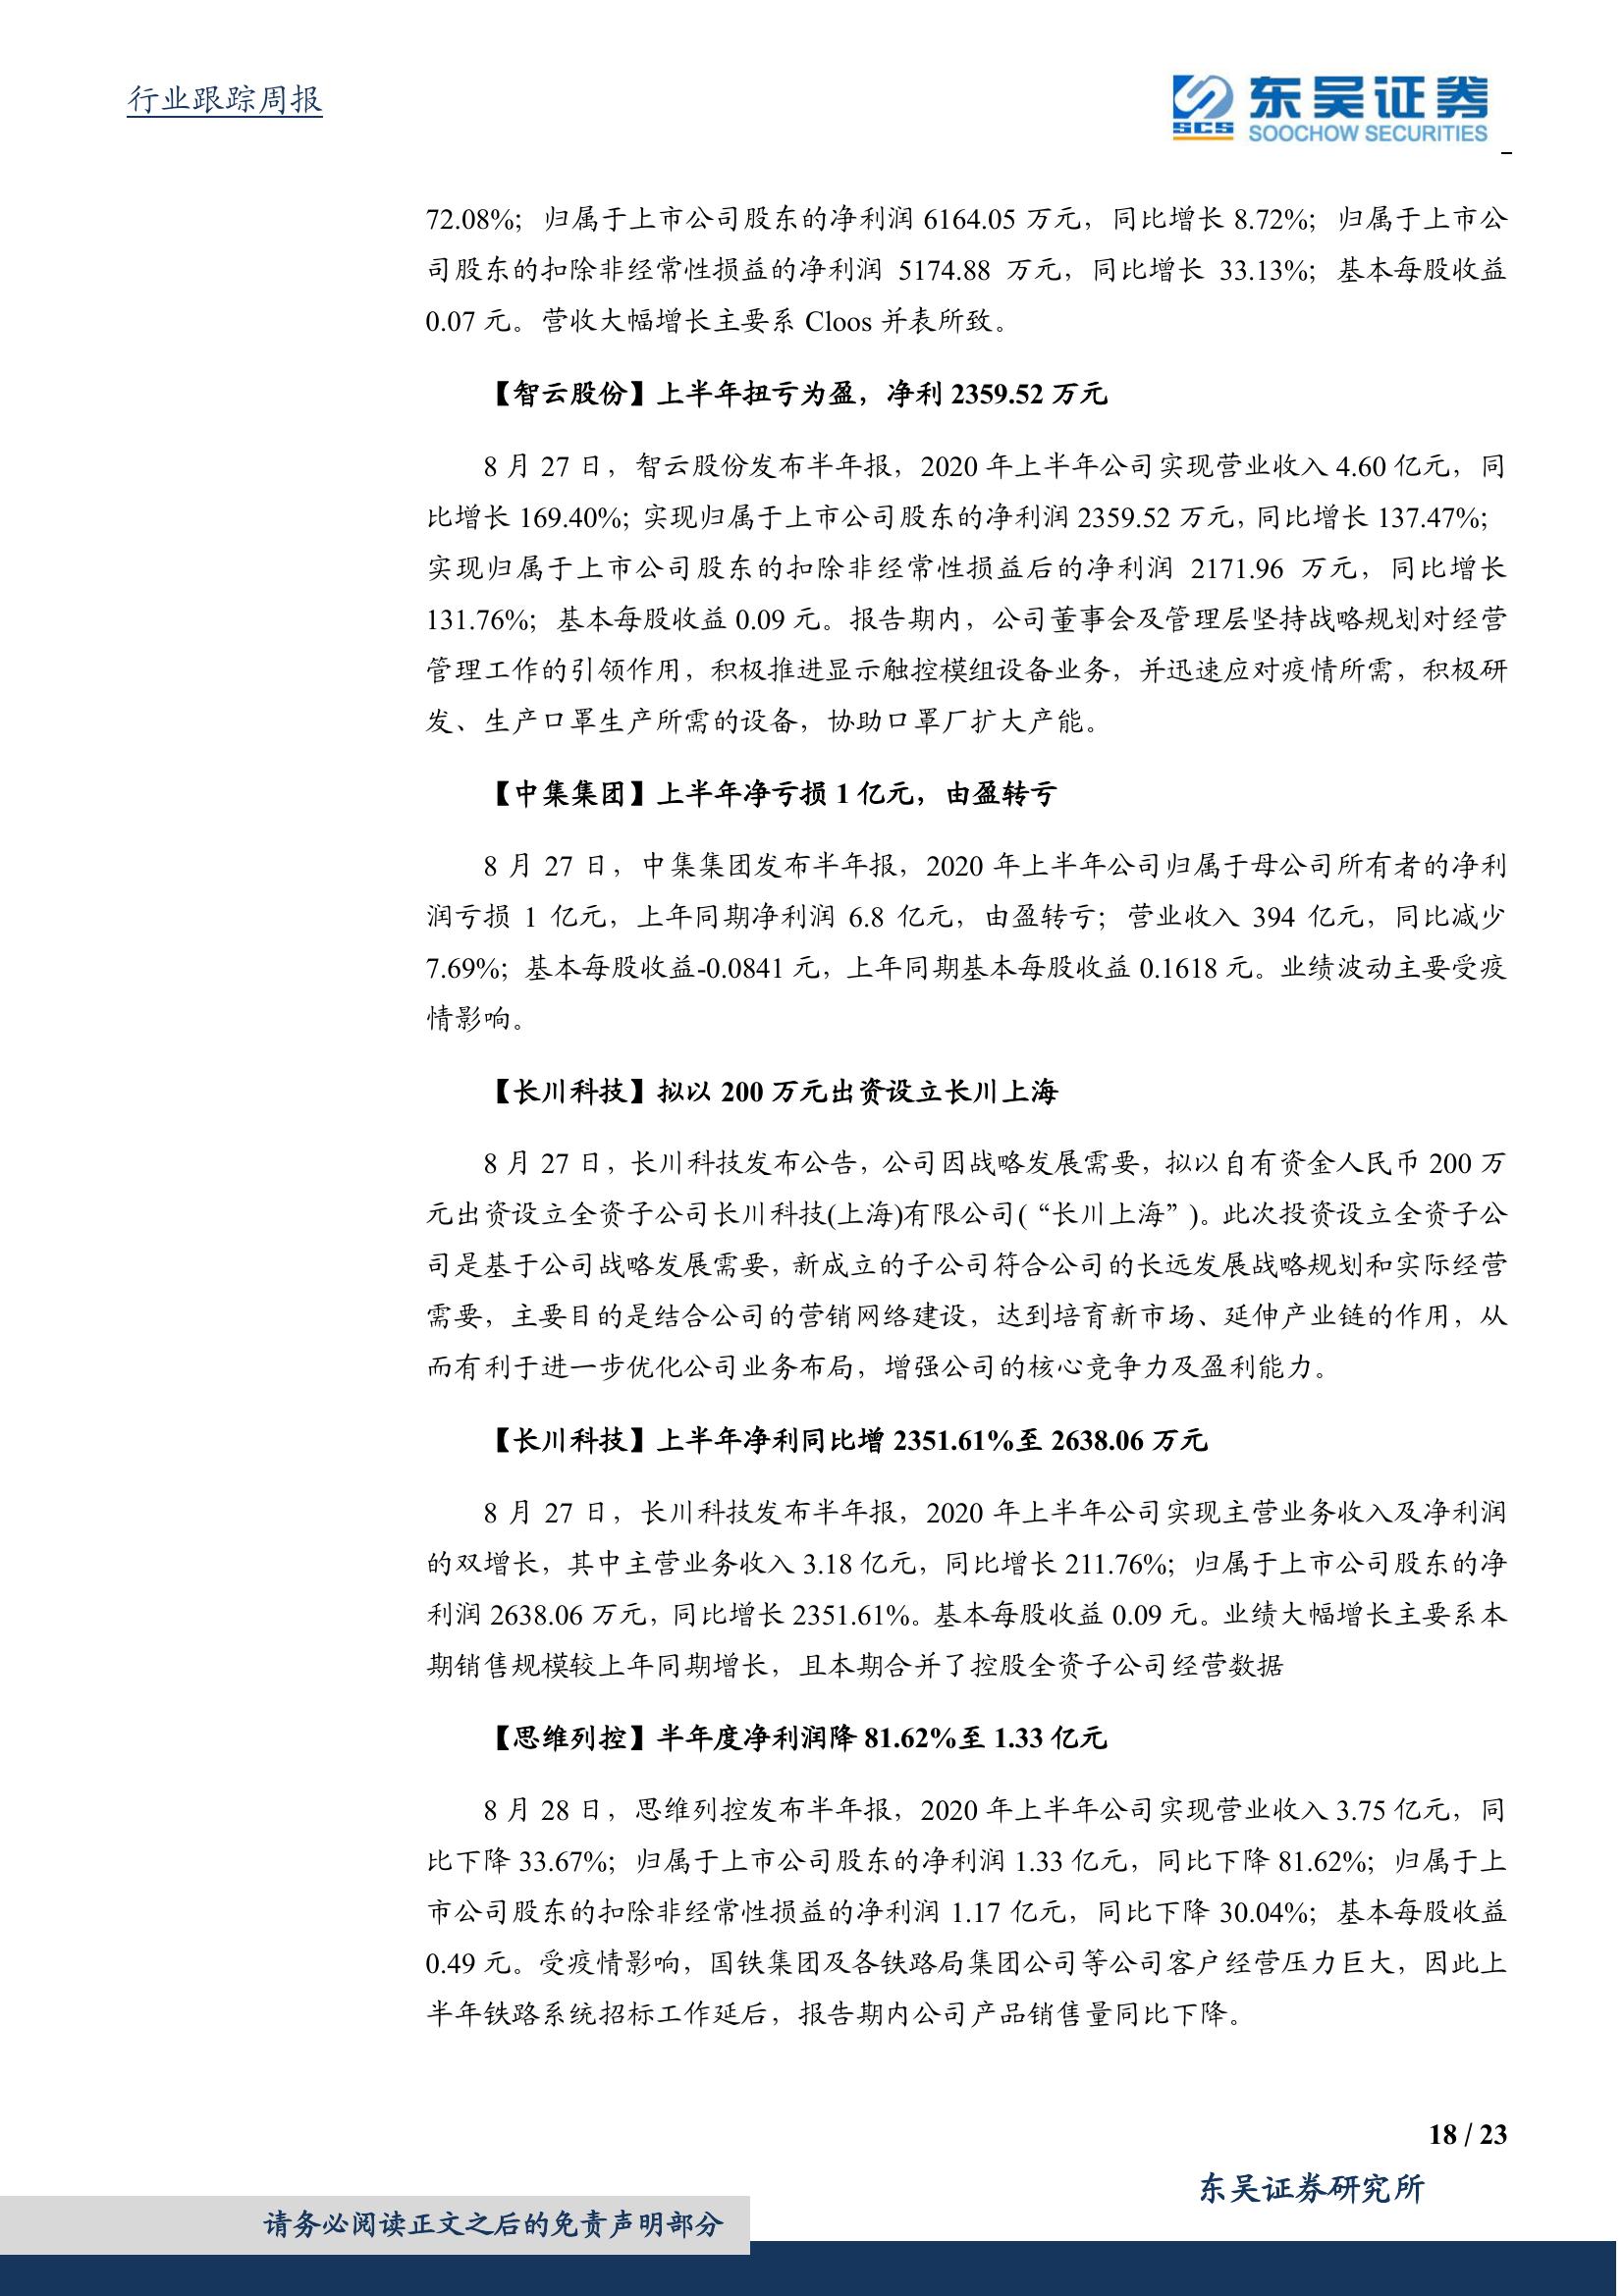 行业跟踪周报
SCS 东吴证券
SOOCHOW SECURITIES
72.08%；归属于上市公司股东的净利润 6164.05 万元，同比增长 8.72%；归属于上市公
司股东的扣除非经常性损益的净利润 5174.88 万元，同比增长 33.13%；基本每股收益
0.07 元。营收大幅增长主要系 Cloos 并表所致。
【智云股份】上半年扭亏为盈，净利 2359.52 万元
8 月 27 日，智云股份发布半年报，2020 年上半年公司实现营业收入 4.60 亿元，同
比增长 169.40%；实现归属于上市公司股东的净利润 2359.52 万元，同比增长 137.47%；
实现归属于上市公司股东的扣除非经常性损益后的净利润 2171.96 万元，同比增长
131.76%；基本每股收益 0.09 元。报告期内，公司董事会及管理层坚持战略规划对经营
管理工作的引领作用，积极推进显示触控模组设备业务，并迅速应对疫情所需，积极研
发、生产口罩生产所需的设备，协助口罩厂扩大产能。
【中集集团】上半年净亏损 1 亿元，由盈转亏
8 月 27 日，中集集团发布半年报，2020 年上半年公司归属于母公司所有者的净利
润亏损 1 亿元，上年同期净利润 6.8 亿元，由盈转亏；营业收入 394 亿元，同比减少
7.69%；基本每股收益-0.0841 元，上年同期基本每股收益 0.1618 元。业绩波动主要受疫
情影响。
【长川科技】拟以 200 万元出资设立长川上海
8 月 27 日，长川科技发布公告，公司因战略发展需要，拟以自有资金人民币 200 万
元出资设立全资子公司长川科技(上海)有限公司(“长川上海”)。此次投资设立全资子公
司是基于公司战略发展需要，新成立的子公司符合公司的长远发展战略规划和实际经营
需要，主要目的是结合公司的营销网络建设，达到培育新市场、延伸产业链的作用，从
而有利于进一步优化公司业务布局，增强公司的核心竞争力及盈利能力。
【长川科技】上半年净利同比增 2351.61%至 2638.06 万元
8 月 27 日，长川科技发布半年报，2020 年上半年公司实现主营业务收入及净利润
的双增长，其中主营业务收入 3.18 亿元，同比增长 211.76%；归属于上市公司股东的净
利润 2638.06 万元，同比增长 2351.61%。基本每股收益 0.09 元。业绩大幅增长主要系本
期销售规模较上年同期增长，且本期合并了控股全资子公司经营数据
【思维列控】半年度净利润降 81.62%至 1.33 亿元
8 月 28 日，思维列控发布半年报，2020 年上半年公司实现营业收入 3.75 亿元，同
比下降 33.67%；归属于上市公司股东的净利润 1.33 亿元，同比下降 81.62%；归属于上
市公司股东的扣除非经常性损益的净利润 1.17 亿元，同比下降 30.04%；基本每股收益
0.49 元。受疫情影响，国铁集团及各铁路局集团公司等公司客户经营压力巨大，因此上
半年铁路系统招标工作延后，报告期内公司产品销售量同比下降。
18 / 23
东吴证券研究所
请务必阅读正文之后的免责声明部分